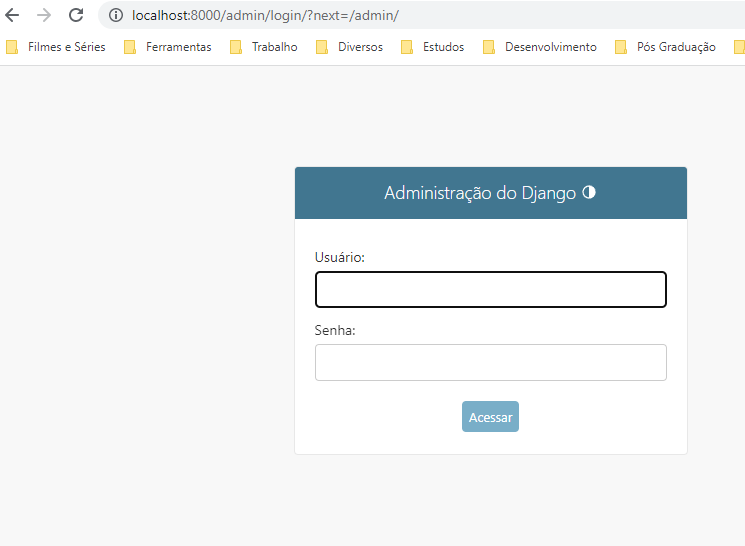 localhost:8000/admin/login/?next=/admin/
Filmes e Séries Ferramentas Trabalho Diversos Estudos Desenvolvimento Pós Graduação
Administração do Django
Usuário:
Senha:
Acessar